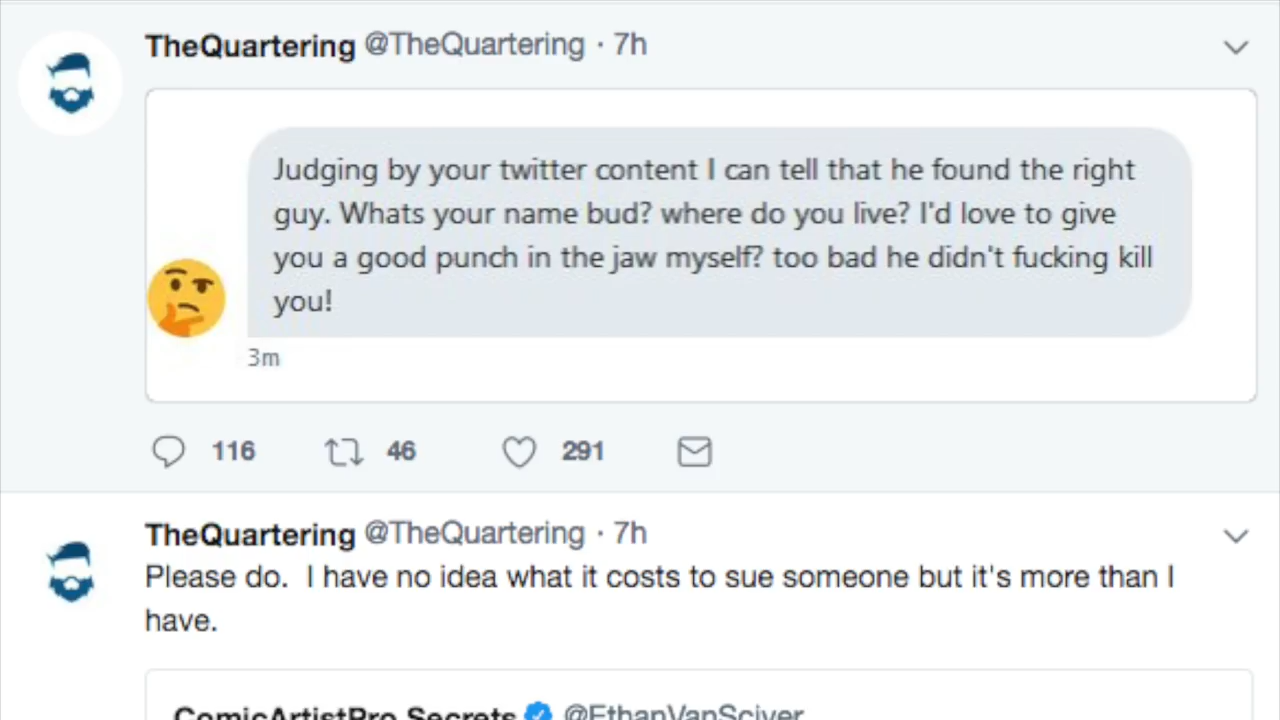 TheQuartering @TheQuartering · 7h
Judging by your twitter content I can tell that he found the right
guy. Whats your name bud? where do you live? I'd love to give
you a good punch in the jaw myself? too bad he didn't fucking kill
you!
3m
116 46 291
TheQuartering @TheQuartering · 7h
Please do.  I have no idea what it costs to sue someone but it's more than I
have.
ComicArtistPro Secrets @EthanVanSciver